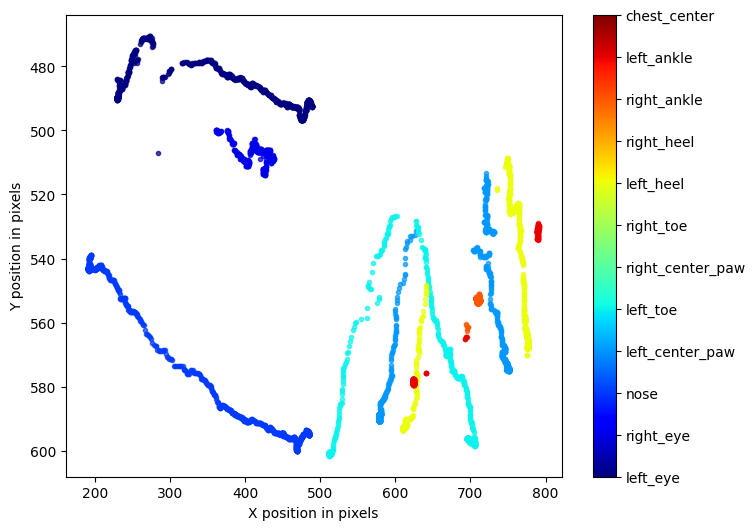 480
500
520
540
560
580
600
Y position in pixels
200
300
400
500
600
700
800
X position in pixels
chest_center
left_ankle
right_ankle
right_heel
left_heel
right_toe
right_center_paw
left_toe
left_center_paw
nose
right_eye
left_eye